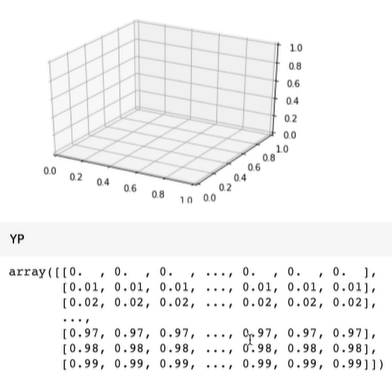 1.0
0.8
0.6
0.4
0.2
0.0
1.0
0.8
0.6
0.4
0.2
0.0
0.0
0.2
0.4
0.6
0.8
1.0
YP
array([[0.  , 0.  , 0.  , ..., 0.  , 0.  , 0.  ],
[0.01, 0.01, 0.01, ..., 0.01, 0.01, 0.01],
[0.02, 0.02, 0.02, ..., 0.02, 0.02, 0.02],
...,
[0.97, 0.97, 0.97, ..., 0.97, 0.97, 0.97],
[0.98, 0.98, 0.98, ..., 0.98, 0.98, 0.98],
[0.99, 0.99, 0.99, ..., 0.99, 0.99, 0.99]])